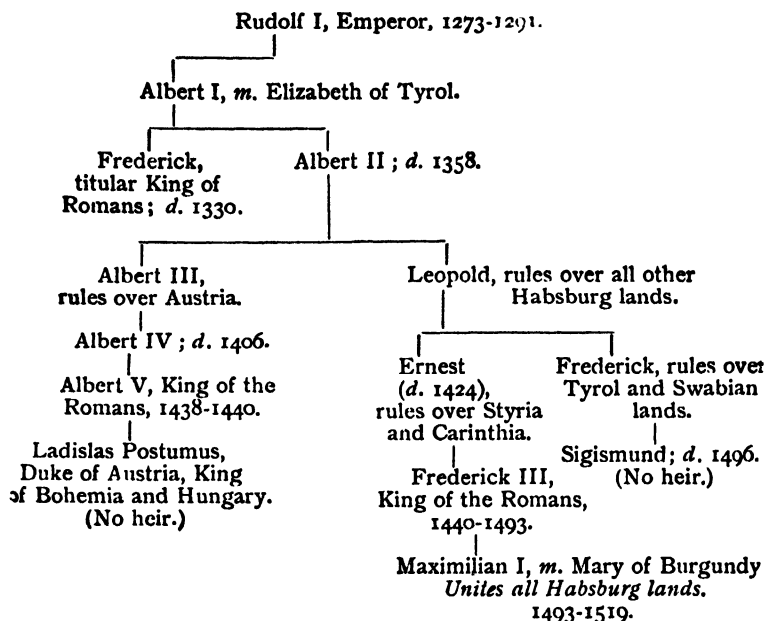 Rudolf I, Emperor, 1273-1291.
Albert I, m. Elizabeth of Tyrol.
Frederick,
titular King of
Romans; d. 1330.
Albert II ; d. 1358.
Albert III,
rules over Austria.
Leopold, rules over all other
Habsburg lands.
Albert IV ; d. 1406.
Albert V, King of the
Romans, 1438-1440.
Ladislas Postumus,
Duke of Austria, King
of Bohemia and Hungary.
(No heir.)
Ernest
(d. 1424),
rules over Styria
and Carinthia.
Frederick III,
King of the Romans,
1440-1493.
Frederick, rules over
Tyrol and Swabian
lands.
Sigismund; d. 1496.
(No heir.)
Maximilian I, m. Mary of Burgundy
Unites all Habsburg lands.
1493-1519.